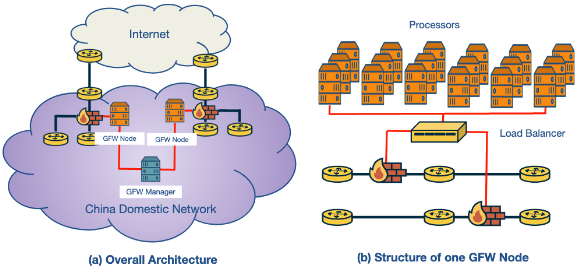 Internet
GFW Node
GFW Node
GFW Manager
China Domestic Network
(a) Overall Architecture
Processors
Load Balancer
(b) Structure of one GFW Node